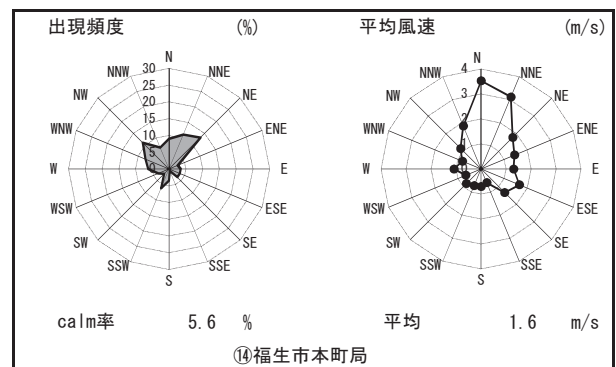 出現頻度 (%)
N
NNE
NE
ENE
E
ESE
SE
SSE
S
SSW
SW
WSW
W
WNW
NW
NNW
30
25
20
15
10
5
0
calm率 5.6 %
平均風速 (m/s)
N
NNE
NE
ENE
E
ESE
SE
SSE
S
SSW
SW
WSW
W
WNW
NW
NNW
4
3
2
1
0
平均 1.6 m/s
⑭福生市本町局